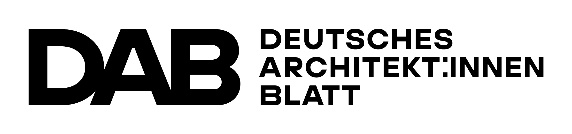 DAB
DEUTSCHES
ARCHITEKT:INNEN
BLATT